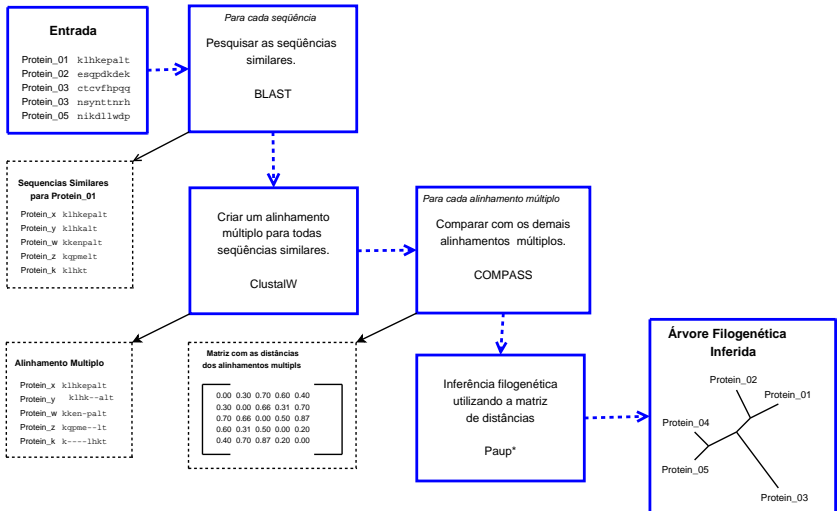 Entrada
Protein_01 klhkepalt
Protein_02 esqpdkdek
Protein_03 ctcvfhpqq
Protein_03 nsynttnrh
Protein_05 nikdllwdp
Para cada seqüência
Pesquisar as seqüências
similares.
BLAST
Sequencias Similares
para Protein_01
Protein_x klhkepalt
Protein_y klhkalt
Protein_w kkenpalt
Protein_z kqpmelt
Protein_k klhkt
Criar um alinhamento
múltiplo para todas
seqüências similares.
ClustalW
Para cada alinhamento múltiplo
Comparar com os demais
alinhamentos múltiplos.
COMPASS
Alinhamento Multiplo
Protein_x klhkepalt
Protein_y klhk--alt
Protein_w kken-palt
Protein_z kqpme--lt
Protein_k k----lhkt
Matriz com as distâncias
dos alinhamentos multipls
0.00 0.30 0.70 0.60 0.40
0.30 0.00 0.66 0.31 0.70
0.70 0.66 0.00 0.50 0.87
0.60 0.31 0.50 0.00 0.20
0.40 0.70 0.87 0.20 0.00
Inferência filogenética
utilizando a matriz
de distâncias
Paup*
Árvore Filogenética
Inferida
Protein_02
Protein_01
Protein_04
Protein_05
Protein_03